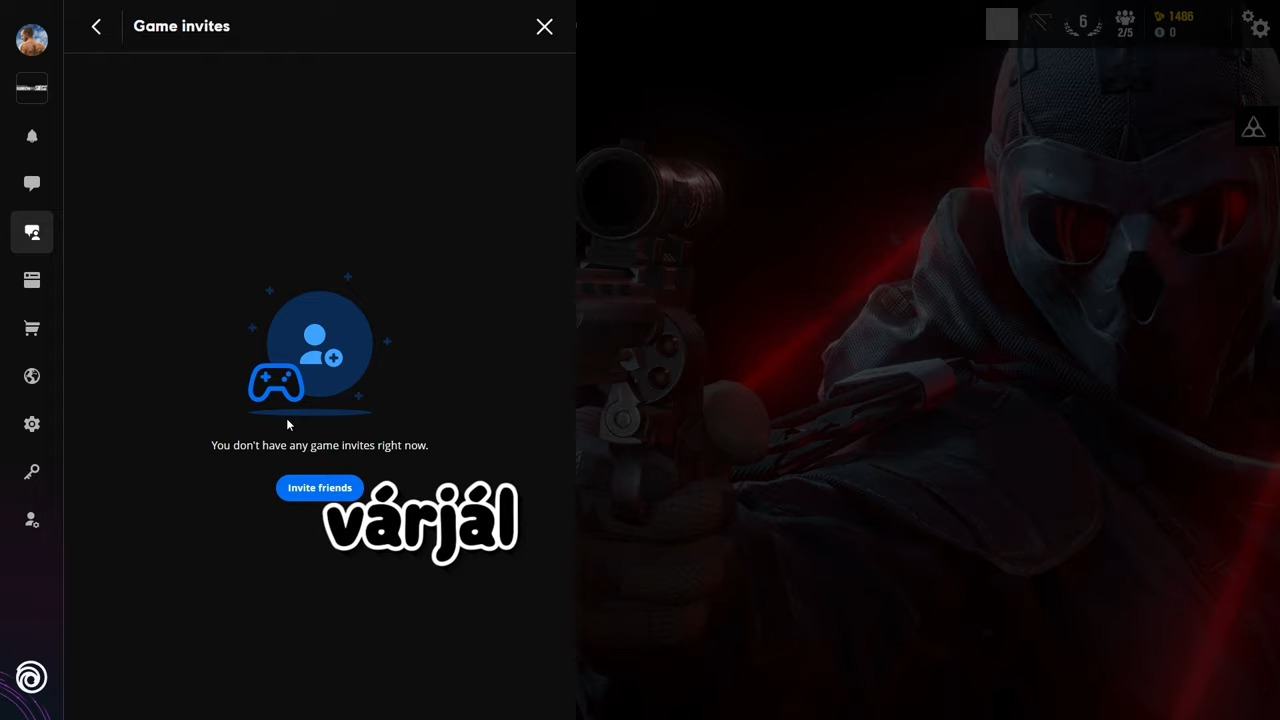 Game invites
6
2/5
1486
0
You don't have any game invites right now.
Invite friends
várjál